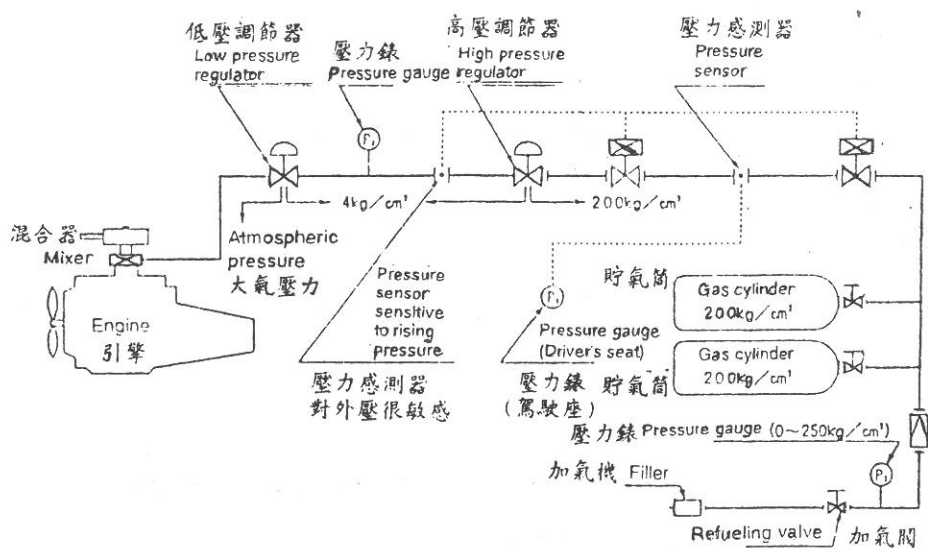 低壓調節器
Low pressure
regulator
壓力錶
Pressure gauge
高壓調節器
High pressure
regulator
壓力感測器
Pressure
sensor
P₁
4kg/cm²
200kg/cm²
混合器
Mixer
Atmospheric
pressure
大氣壓力
Engine
引擎
Pressure
sensor
sensitive
to rising
pressure
壓力感測器
對外壓很敏感
P₁
Pressure gauge
(Driver's seat)
壓力錶
(駕駛座)
貯氣筒
Gas cylinder
200kg/cm²
貯氣筒
Gas cylinder
200kg/cm²
壓力錶 Pressure gauge (0~250kg/cm²)
P₁
加氣機 Filler
Refueling valve 加氣閥